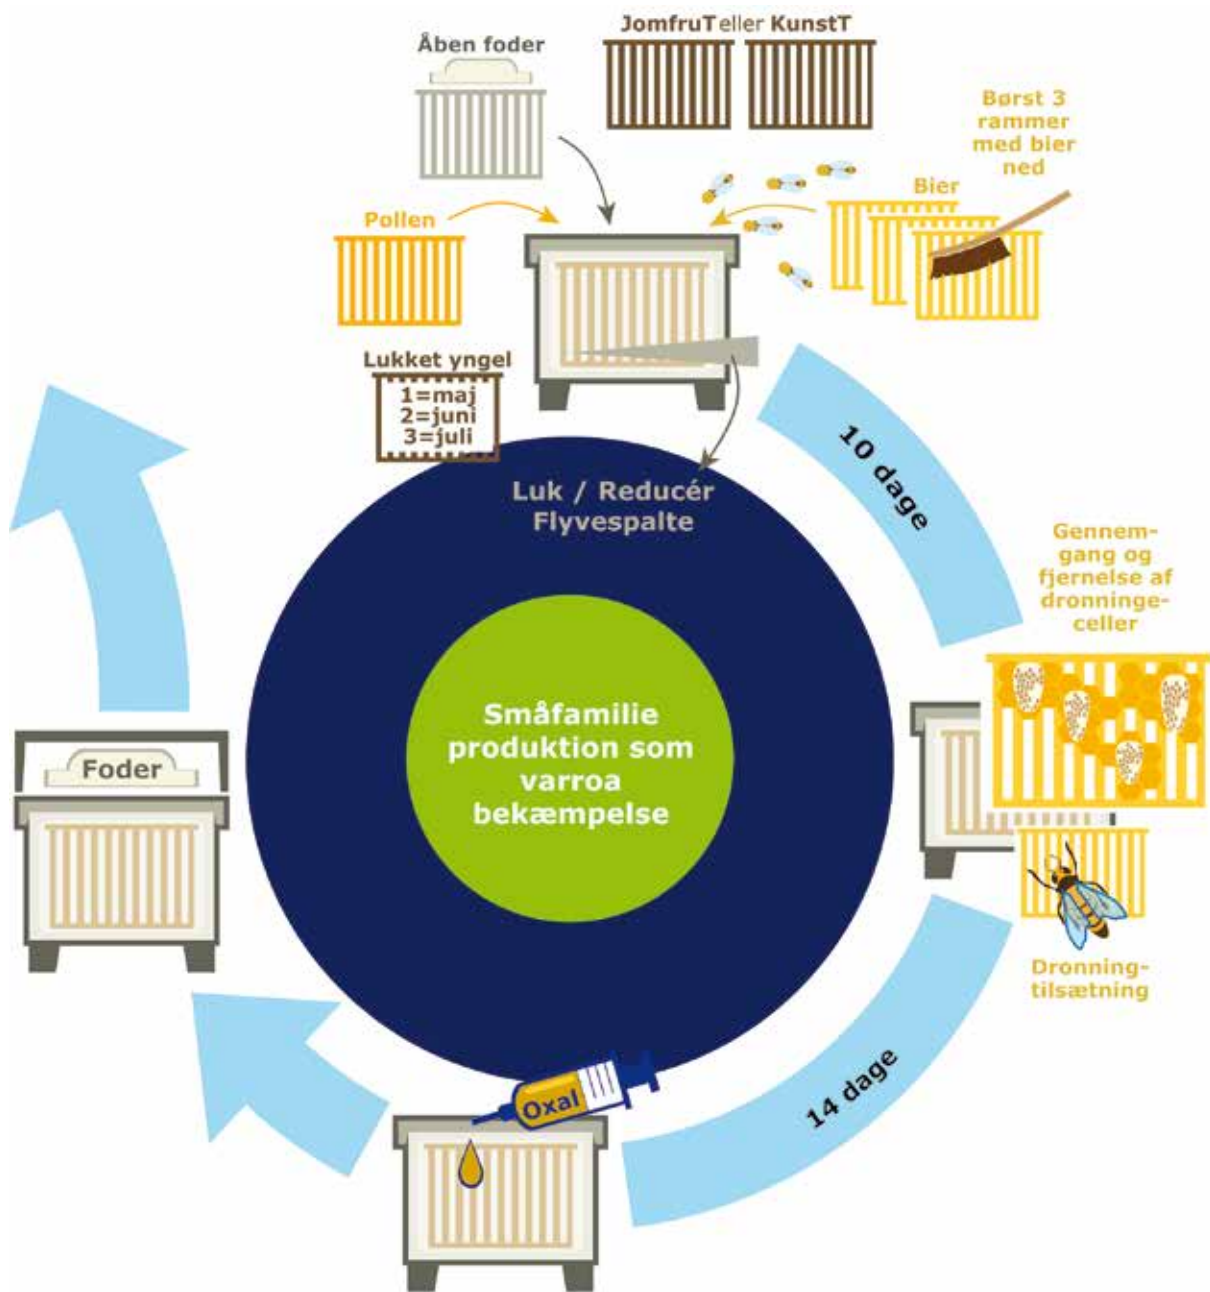 JomfruT eller KunstT
Åben foder
Børst 3
rammer
med bier
ned
Bier
Pollen
Lukket yngel
1=maj
2=juni
3=juli
10 dage
Luk / Reducér
Flyvespalte
Gennem-
gang og
fjernelse af
dronninge-
celler
Småfamilie
produktion som
varroa
bekæmpelse
Foder
Dronning-
tilsætning
14 dage
Oxal